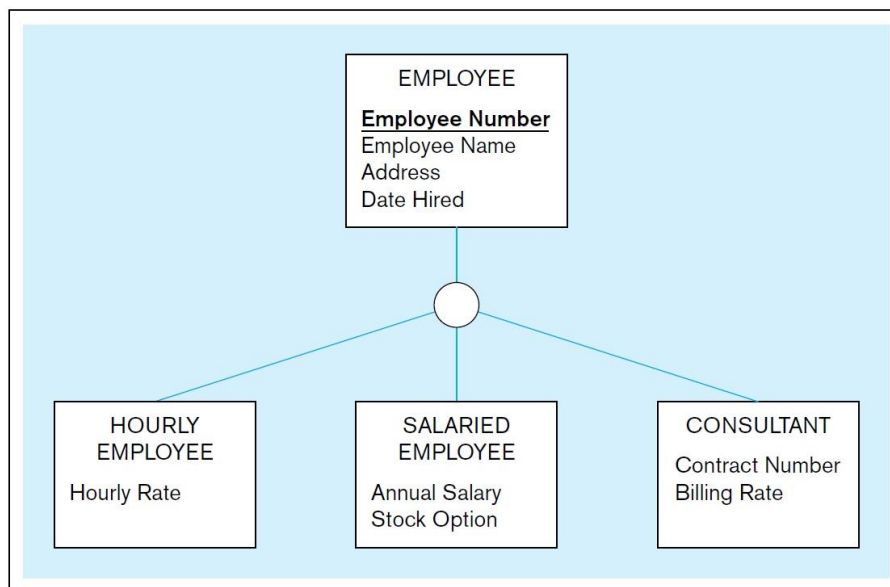 EMPLOYEE
Employee Number
Employee Name
Address
Date Hired
HOURLY
EMPLOYEE
Hourly Rate
SALARIED
EMPLOYEE
Annual Salary
Stock Option
CONSULTANT
Contract Number
Billing Rate